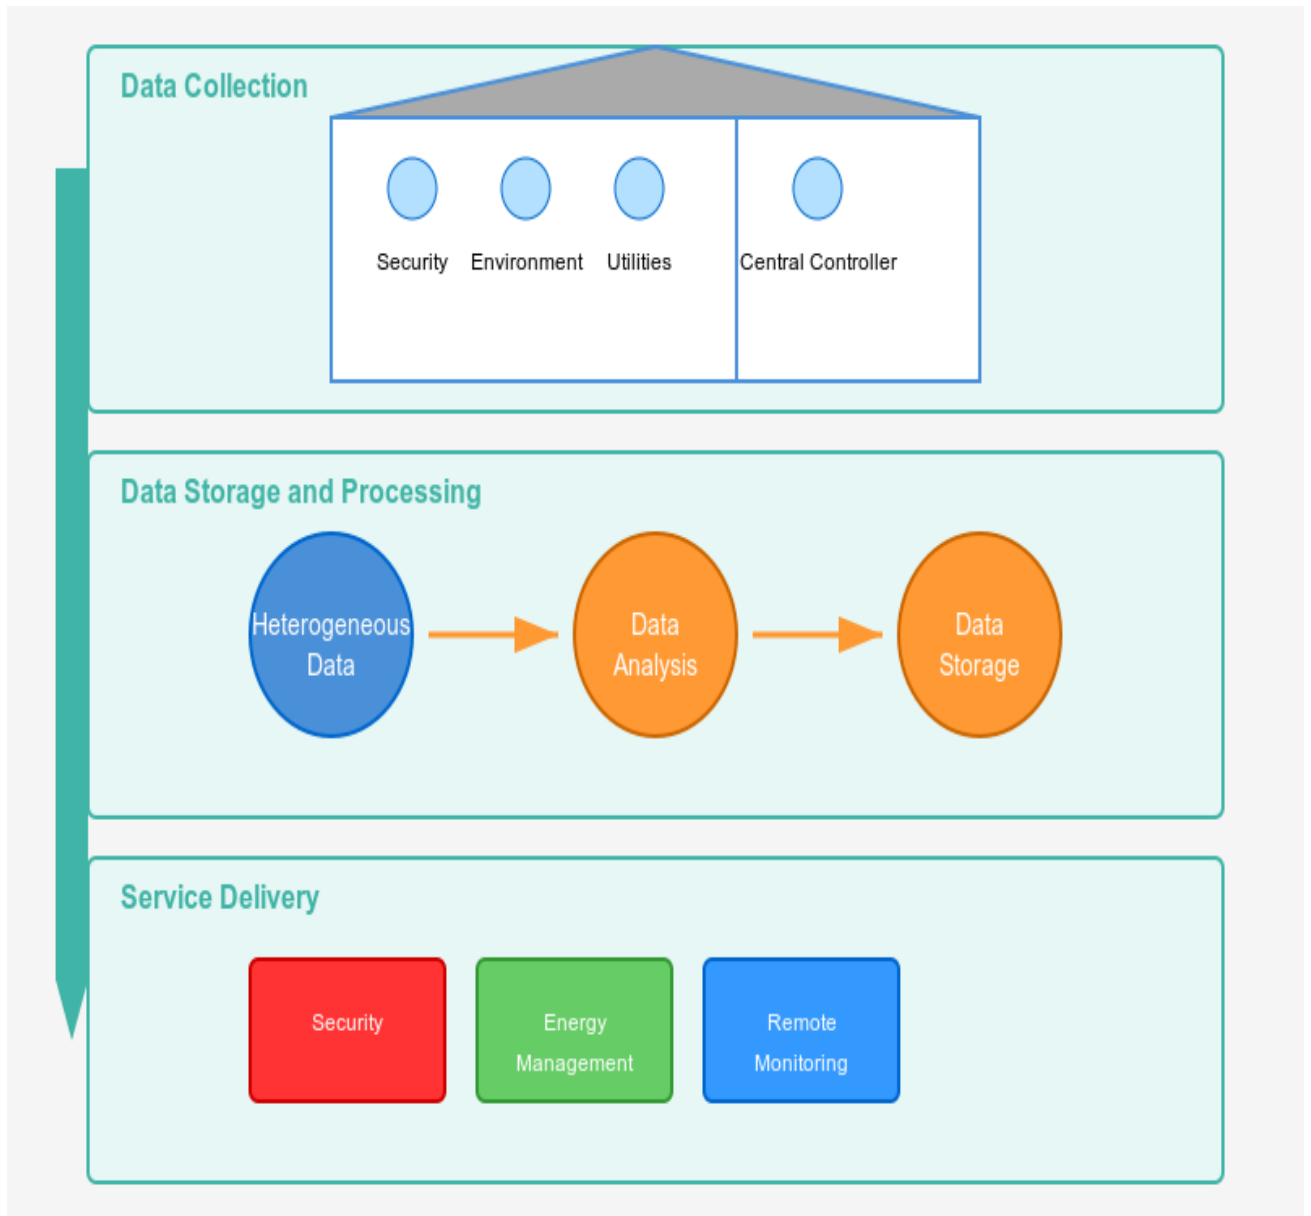 Data Collection
Security Environment Utilities Central Controller
Data Storage and Processing
Heterogeneous Data Data
Data Analysis Storage
Service Delivery
Security Energy Remote
Management Monitoring